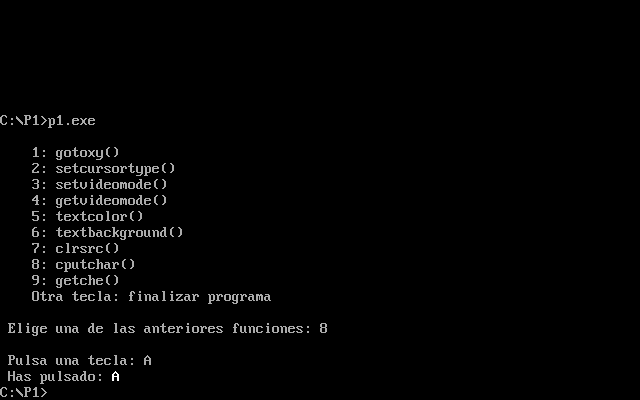 C:\P1>p1.exe
1: gotoxy()
2: setcursortype()
3: setvideomode()
4: getvideomode()
5: textcolor()
6: textbackground()
7: clrsrc()
8: cputchar()
9: getche()
Otra tecla: finalizar programa
Elige una de las anteriores funciones: 8
Pulsa una tecla: A
Has pulsado: A
C:\P1>